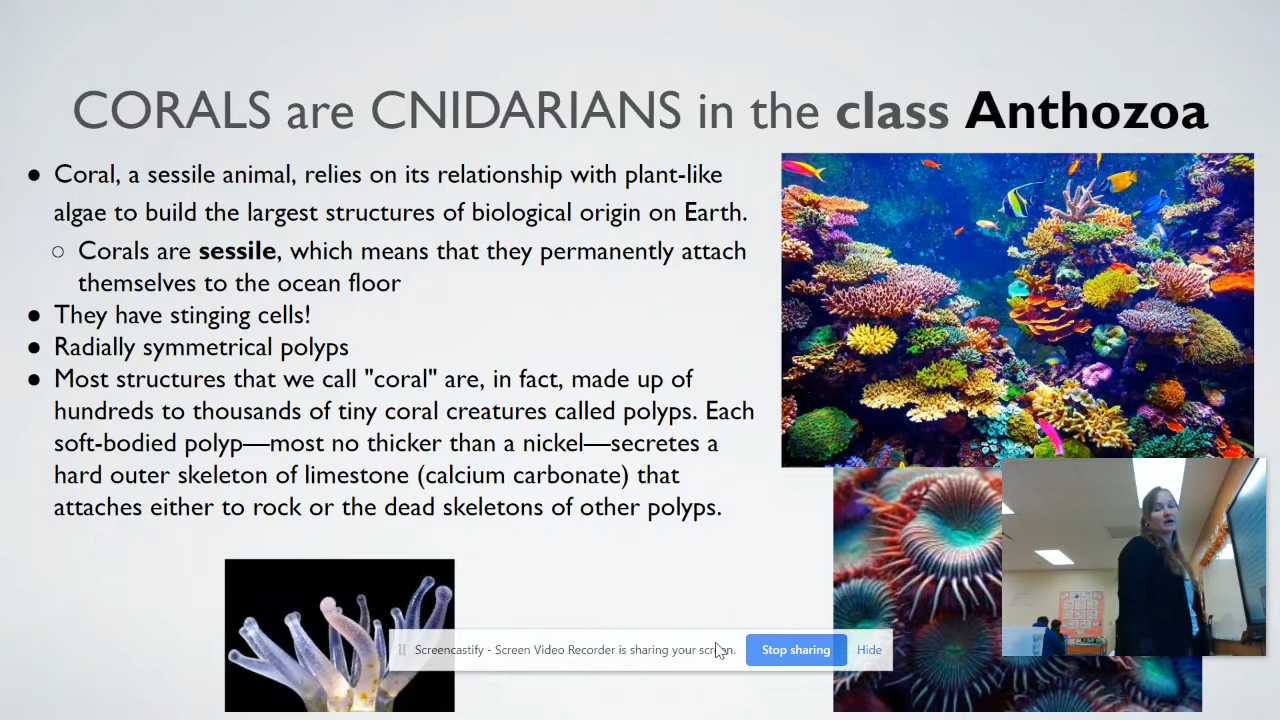 CORALS are CNIDARIANS in the class Anthozoa
● Coral, a sessile animal, relies on its relationship with plant-like
algae to build the largest structures of biological origin on Earth.
○ Corals are sessile, which means that they permanently attach
themselves to the ocean floor
● They have stinging cells!
● Radially symmetrical polyps
● Most structures that we call "coral" are, in fact, made up of
hundreds to thousands of tiny coral creatures called polyps. Each
soft-bodied polyp—most no thicker than a nickel—secretes a
hard outer skeleton of limestone (calcium carbonate) that
attaches either to rock or the dead skeletons of other polyps.
Screencastify - Screen Video Recorder is sharing your screen.
Stop sharing
Hide